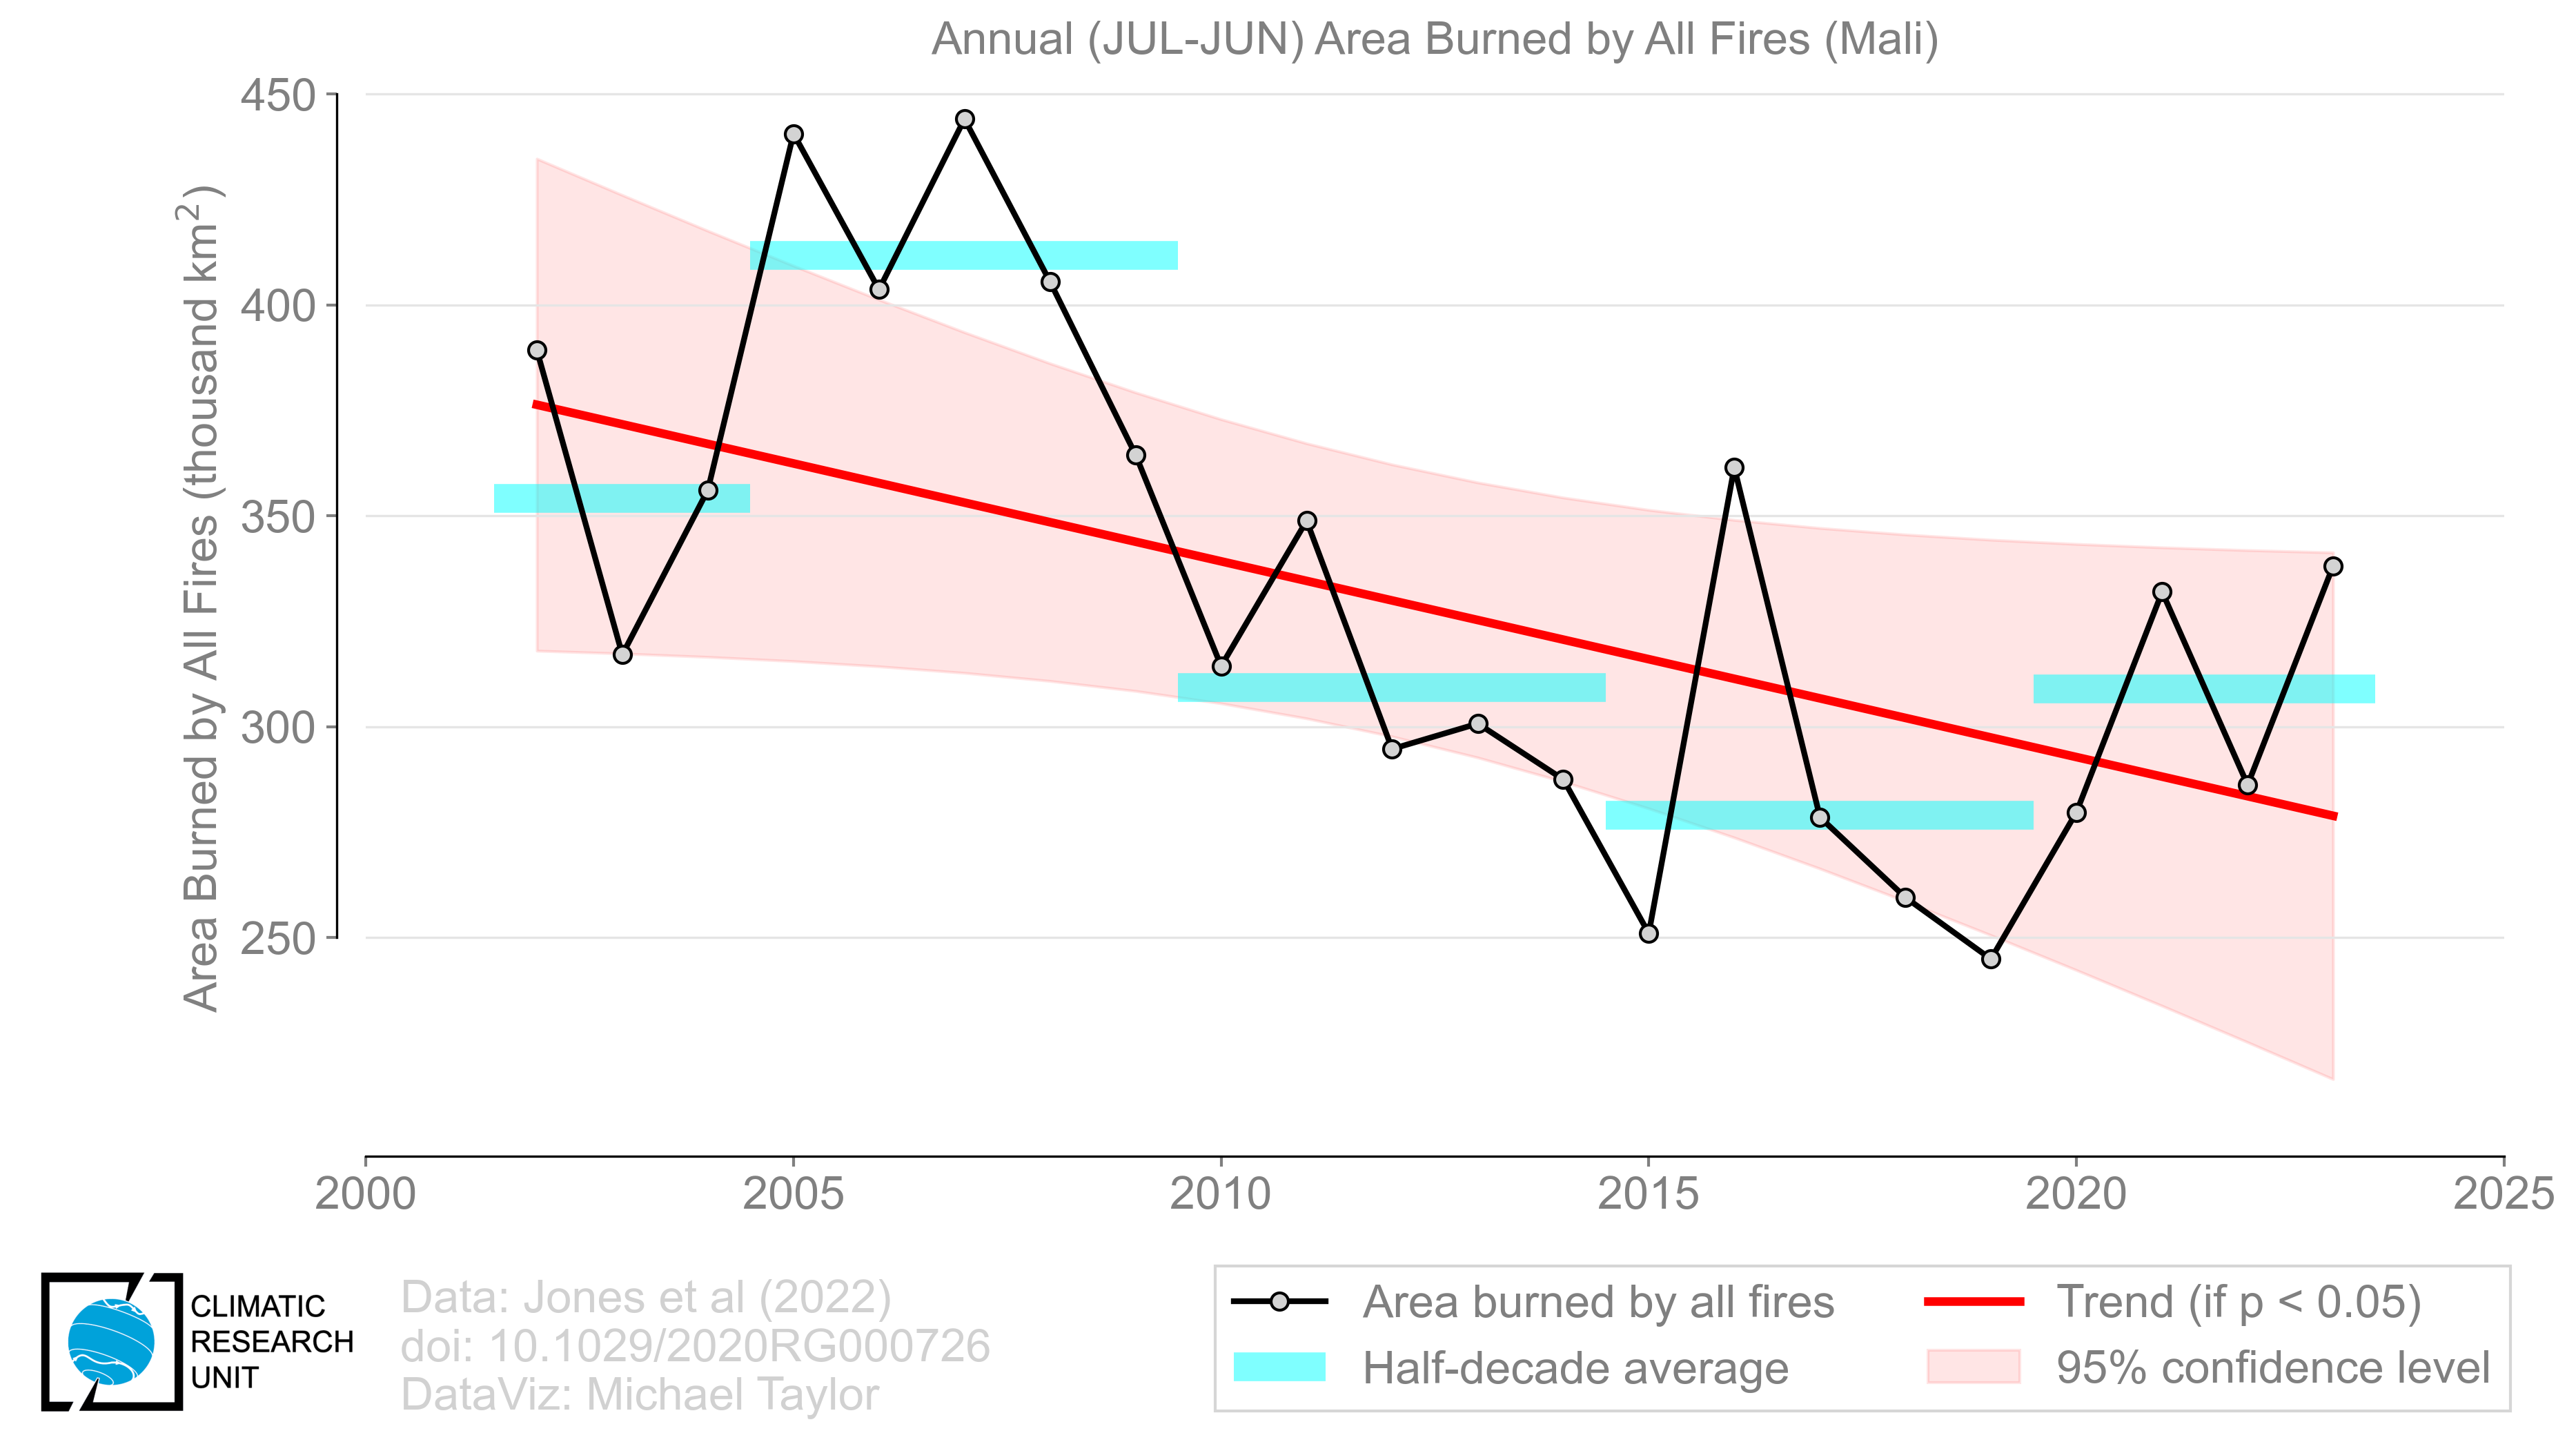 Annual (JUL-JUN) Area Burned by All Fires (Mali)
Area Burned by All Fires (thousand km²)
450
400
350
300
250
2000 2005 2010 2015 2020 2025
CLIMATIC
RESEARCH
UNIT
Data: Jones et al (2022)
doi: 10.1029/2020RG000726
DataViz: Michael Taylor
Area burned by all fires
Half-decade average
Trend (if p < 0.05)
95% confidence level